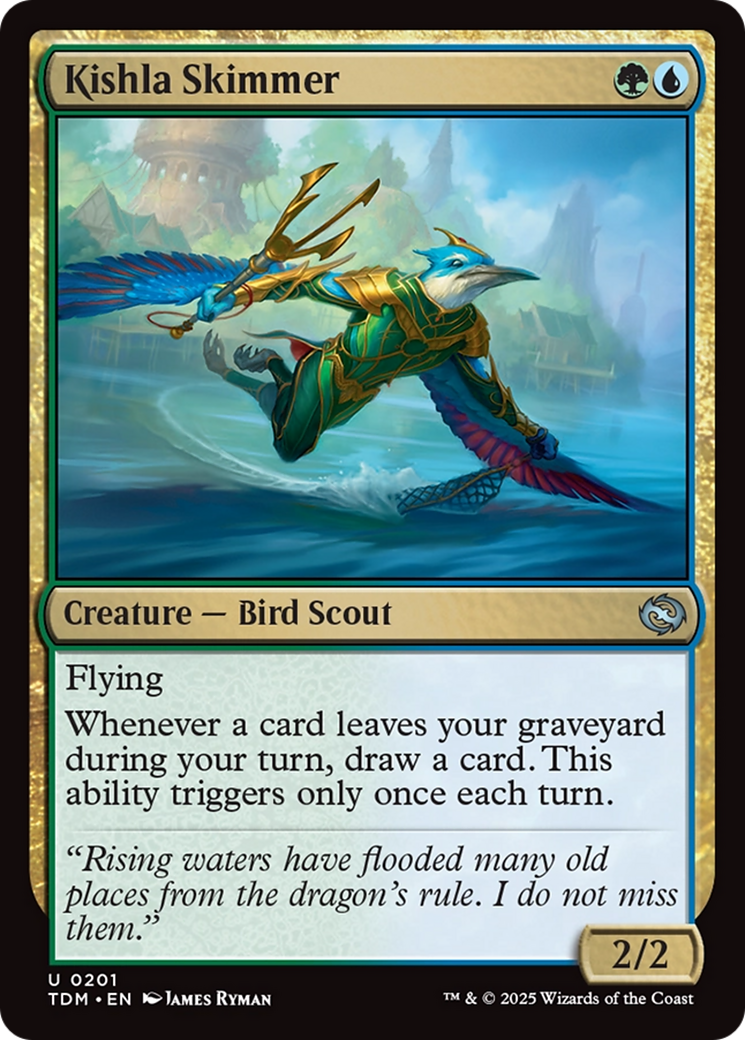 Kishla Skimmer
Creature — Bird Scout
Flying
Whenever a card leaves your graveyard
during your turn, draw a card. This
ability triggers only once each turn.
“Rising waters have flooded many old
places from the dragon’s rule. I do not miss
them.”
2/2
U 0201
TDM • EN James Ryman
™ & © 2025 Wizards of the Coast